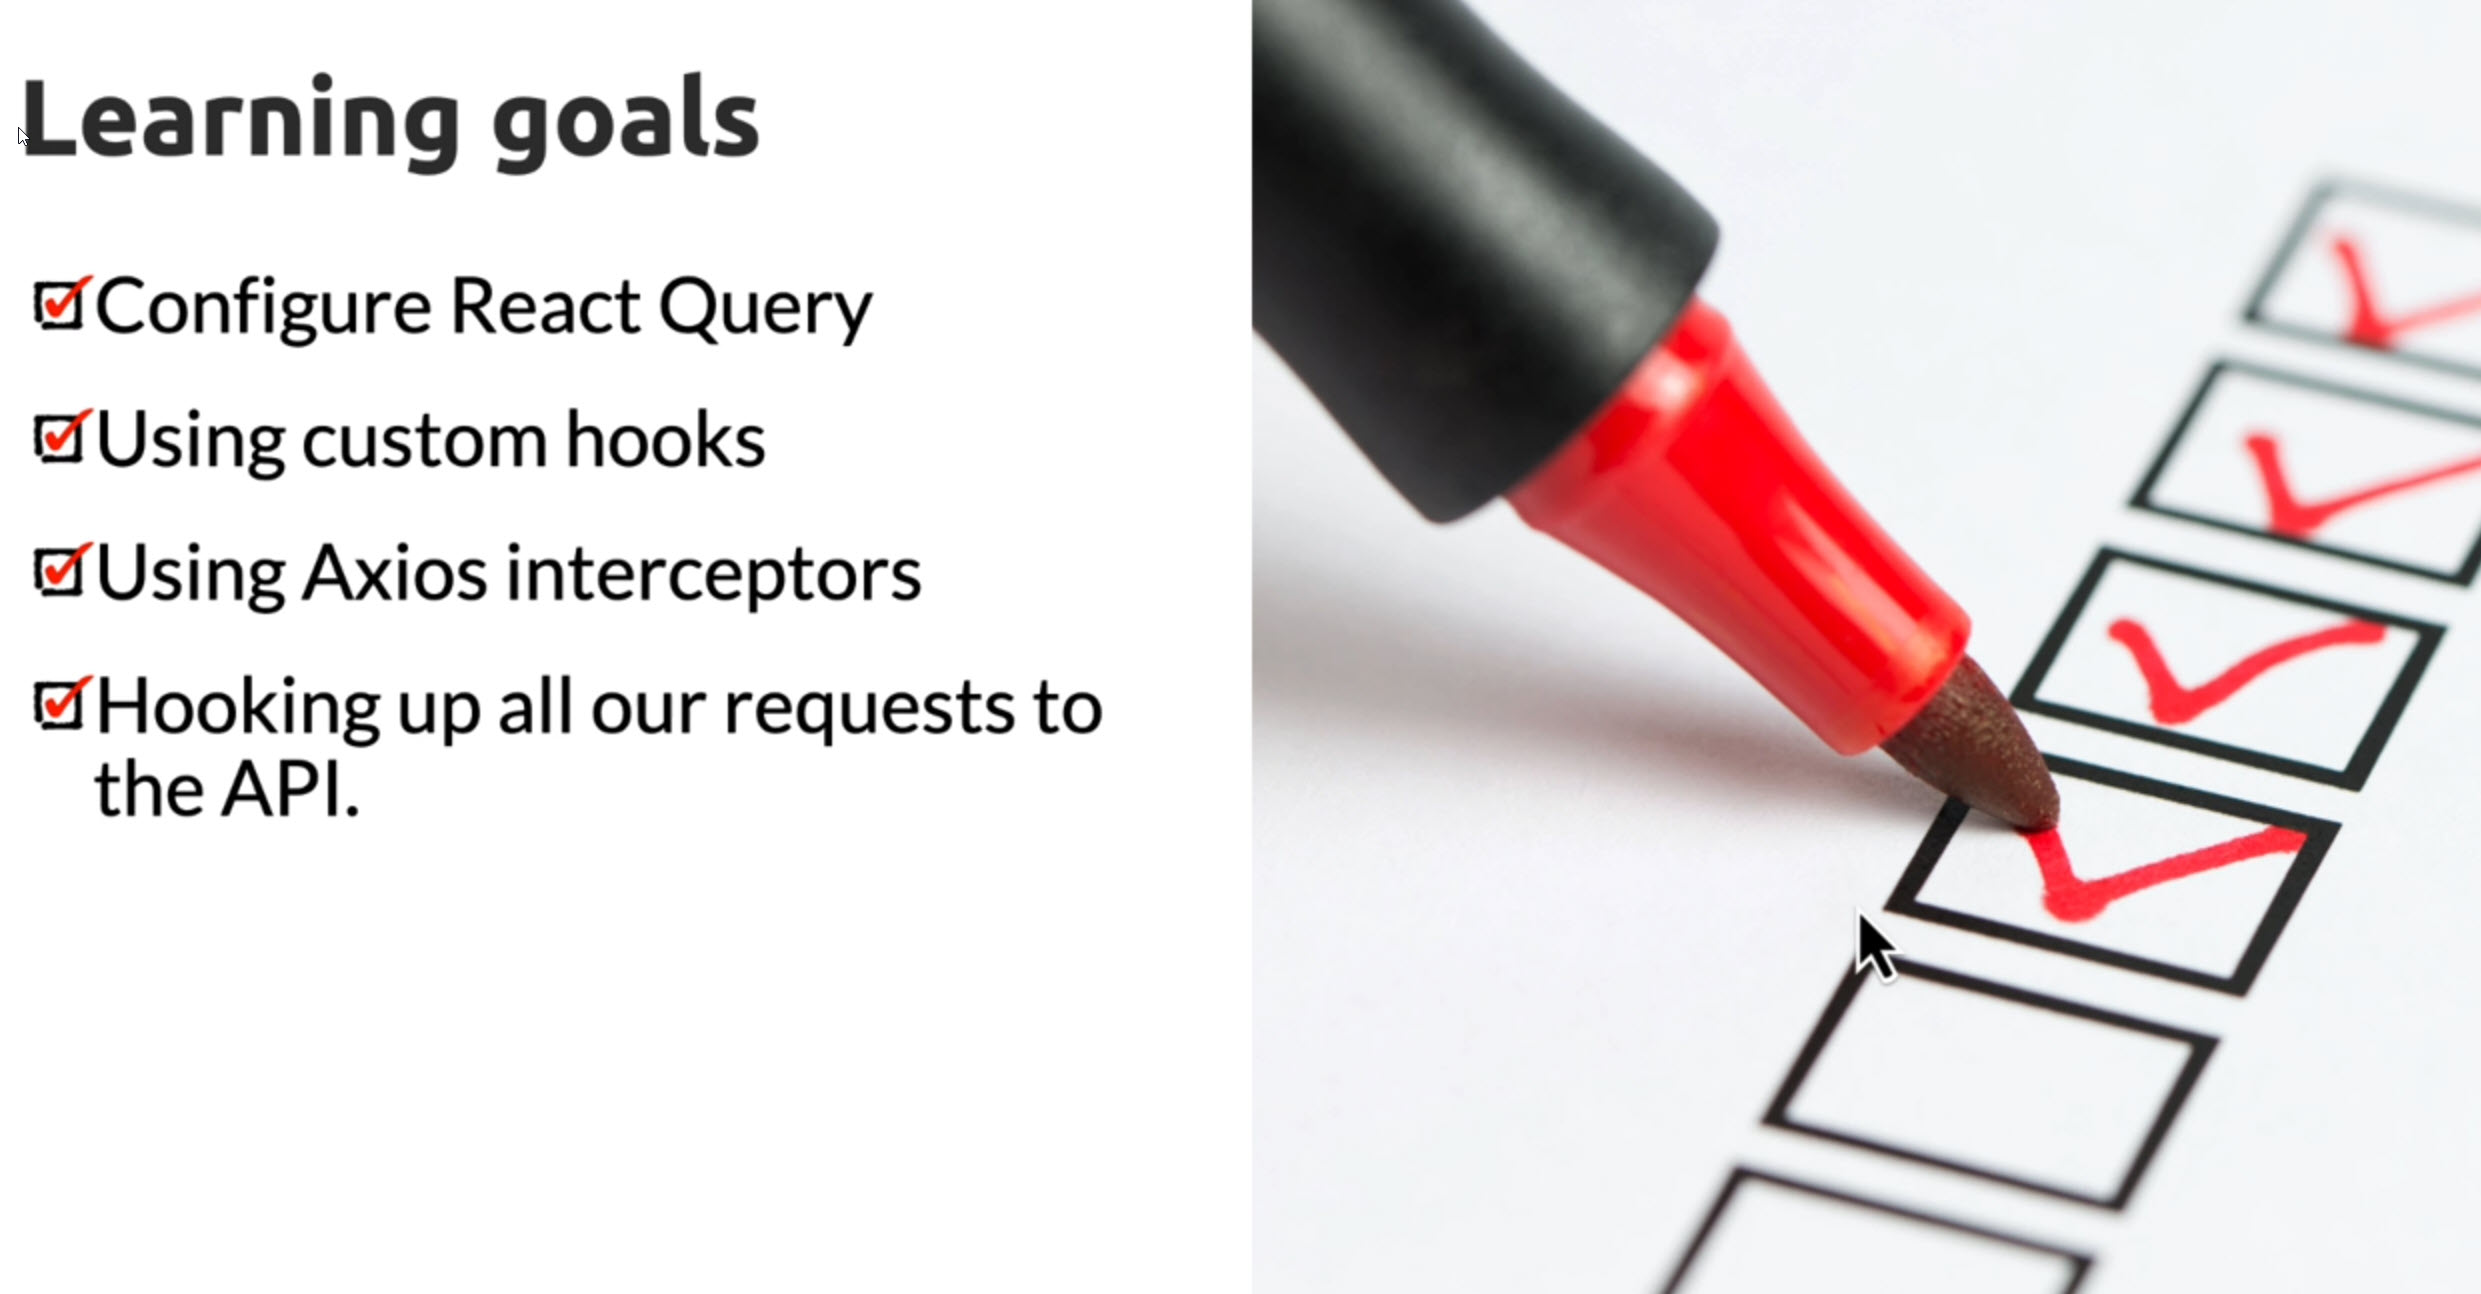 Learning goals
Configure React Query
Using custom hooks
Using Axios interceptors
Hooking up all our requests to
the API.